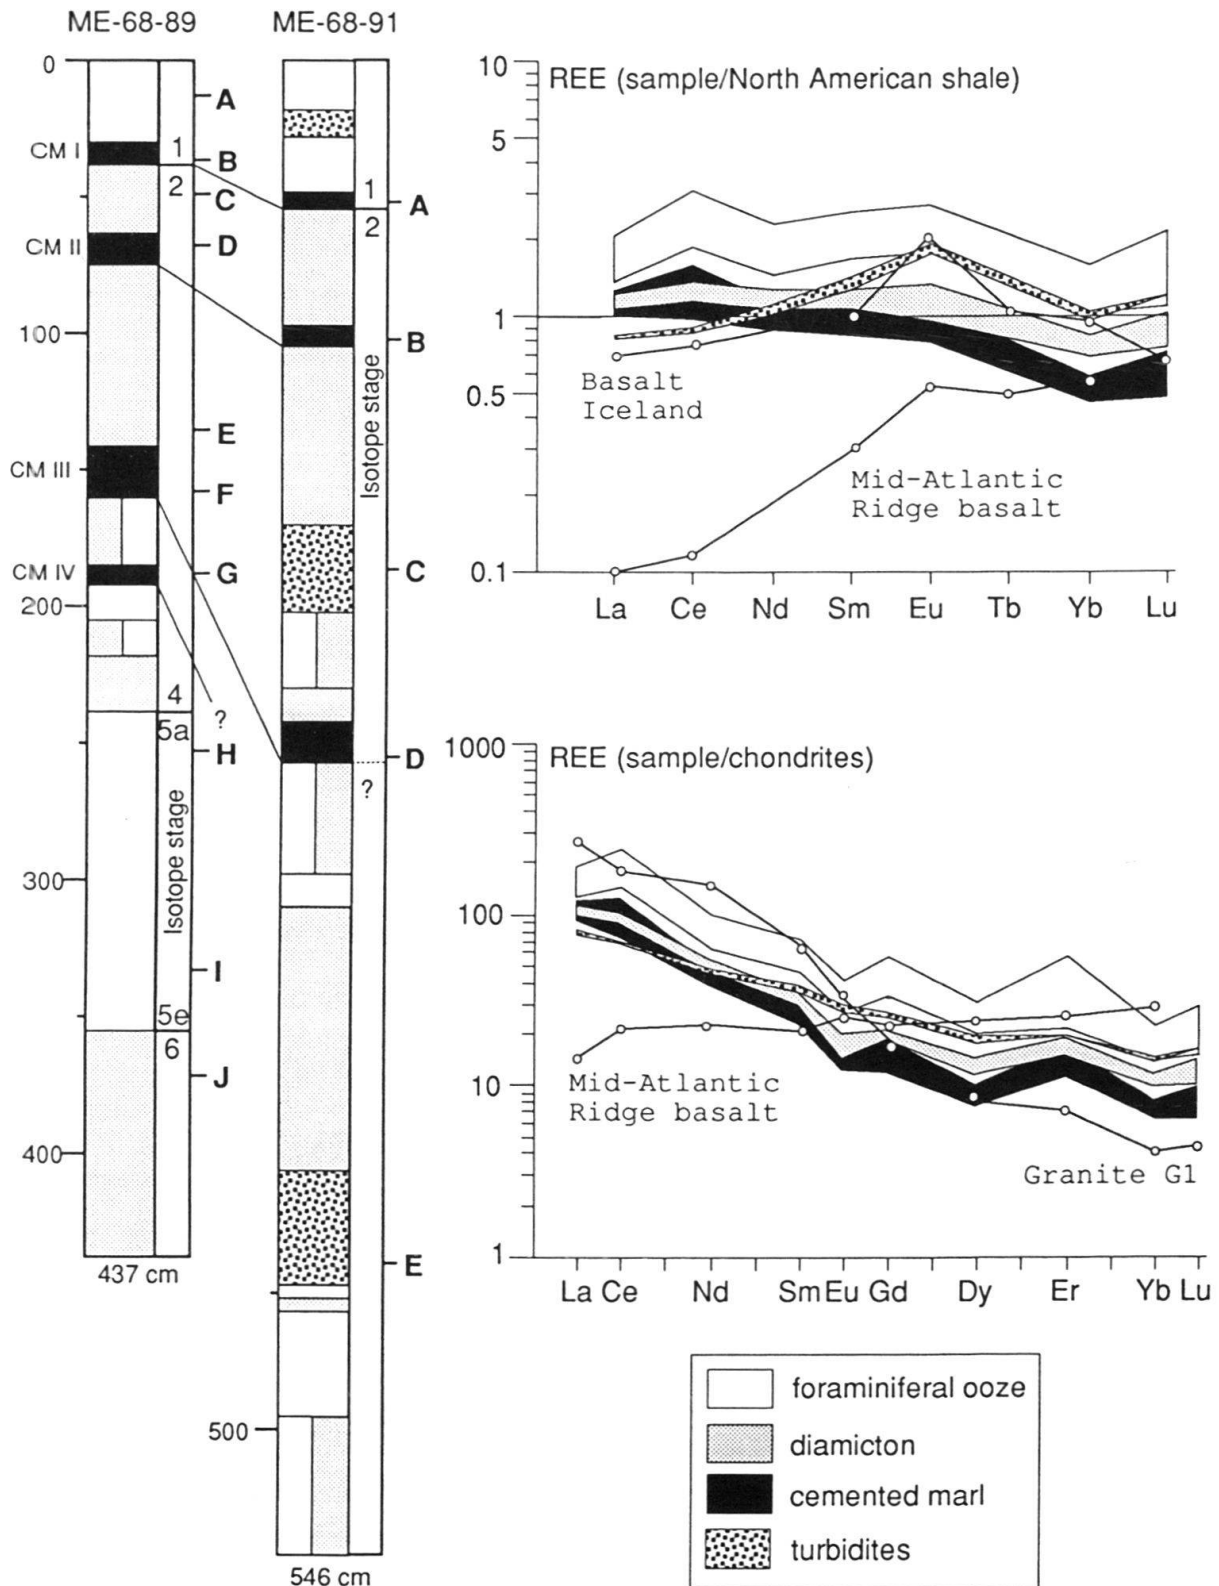 ME-68-89
ME-68-91
0
100
200
300
400
500
CM I
CM II
CM III
CM IV
1
2
4
5a
5e
6
Isotope stage
?
A
B
C
D
E
F
G
H
I
J
437 cm
1
2
Isotope stage
?
A
B
C
D
E
546 cm
REE (sample/North American shale)
10
5
1
0.5
0.1
Basalt
Iceland
Mid-Atlantic
Ridge basalt
La Ce Nd Sm Eu Tb Yb Lu
REE (sample/chondrites)
1000
100
10
1
Mid-Atlantic
Ridge basalt
Granite G1
La Ce Nd Sm Eu Gd Dy Er Yb Lu
foraminiferal ooze
diamicton
cemented marl
turbidites